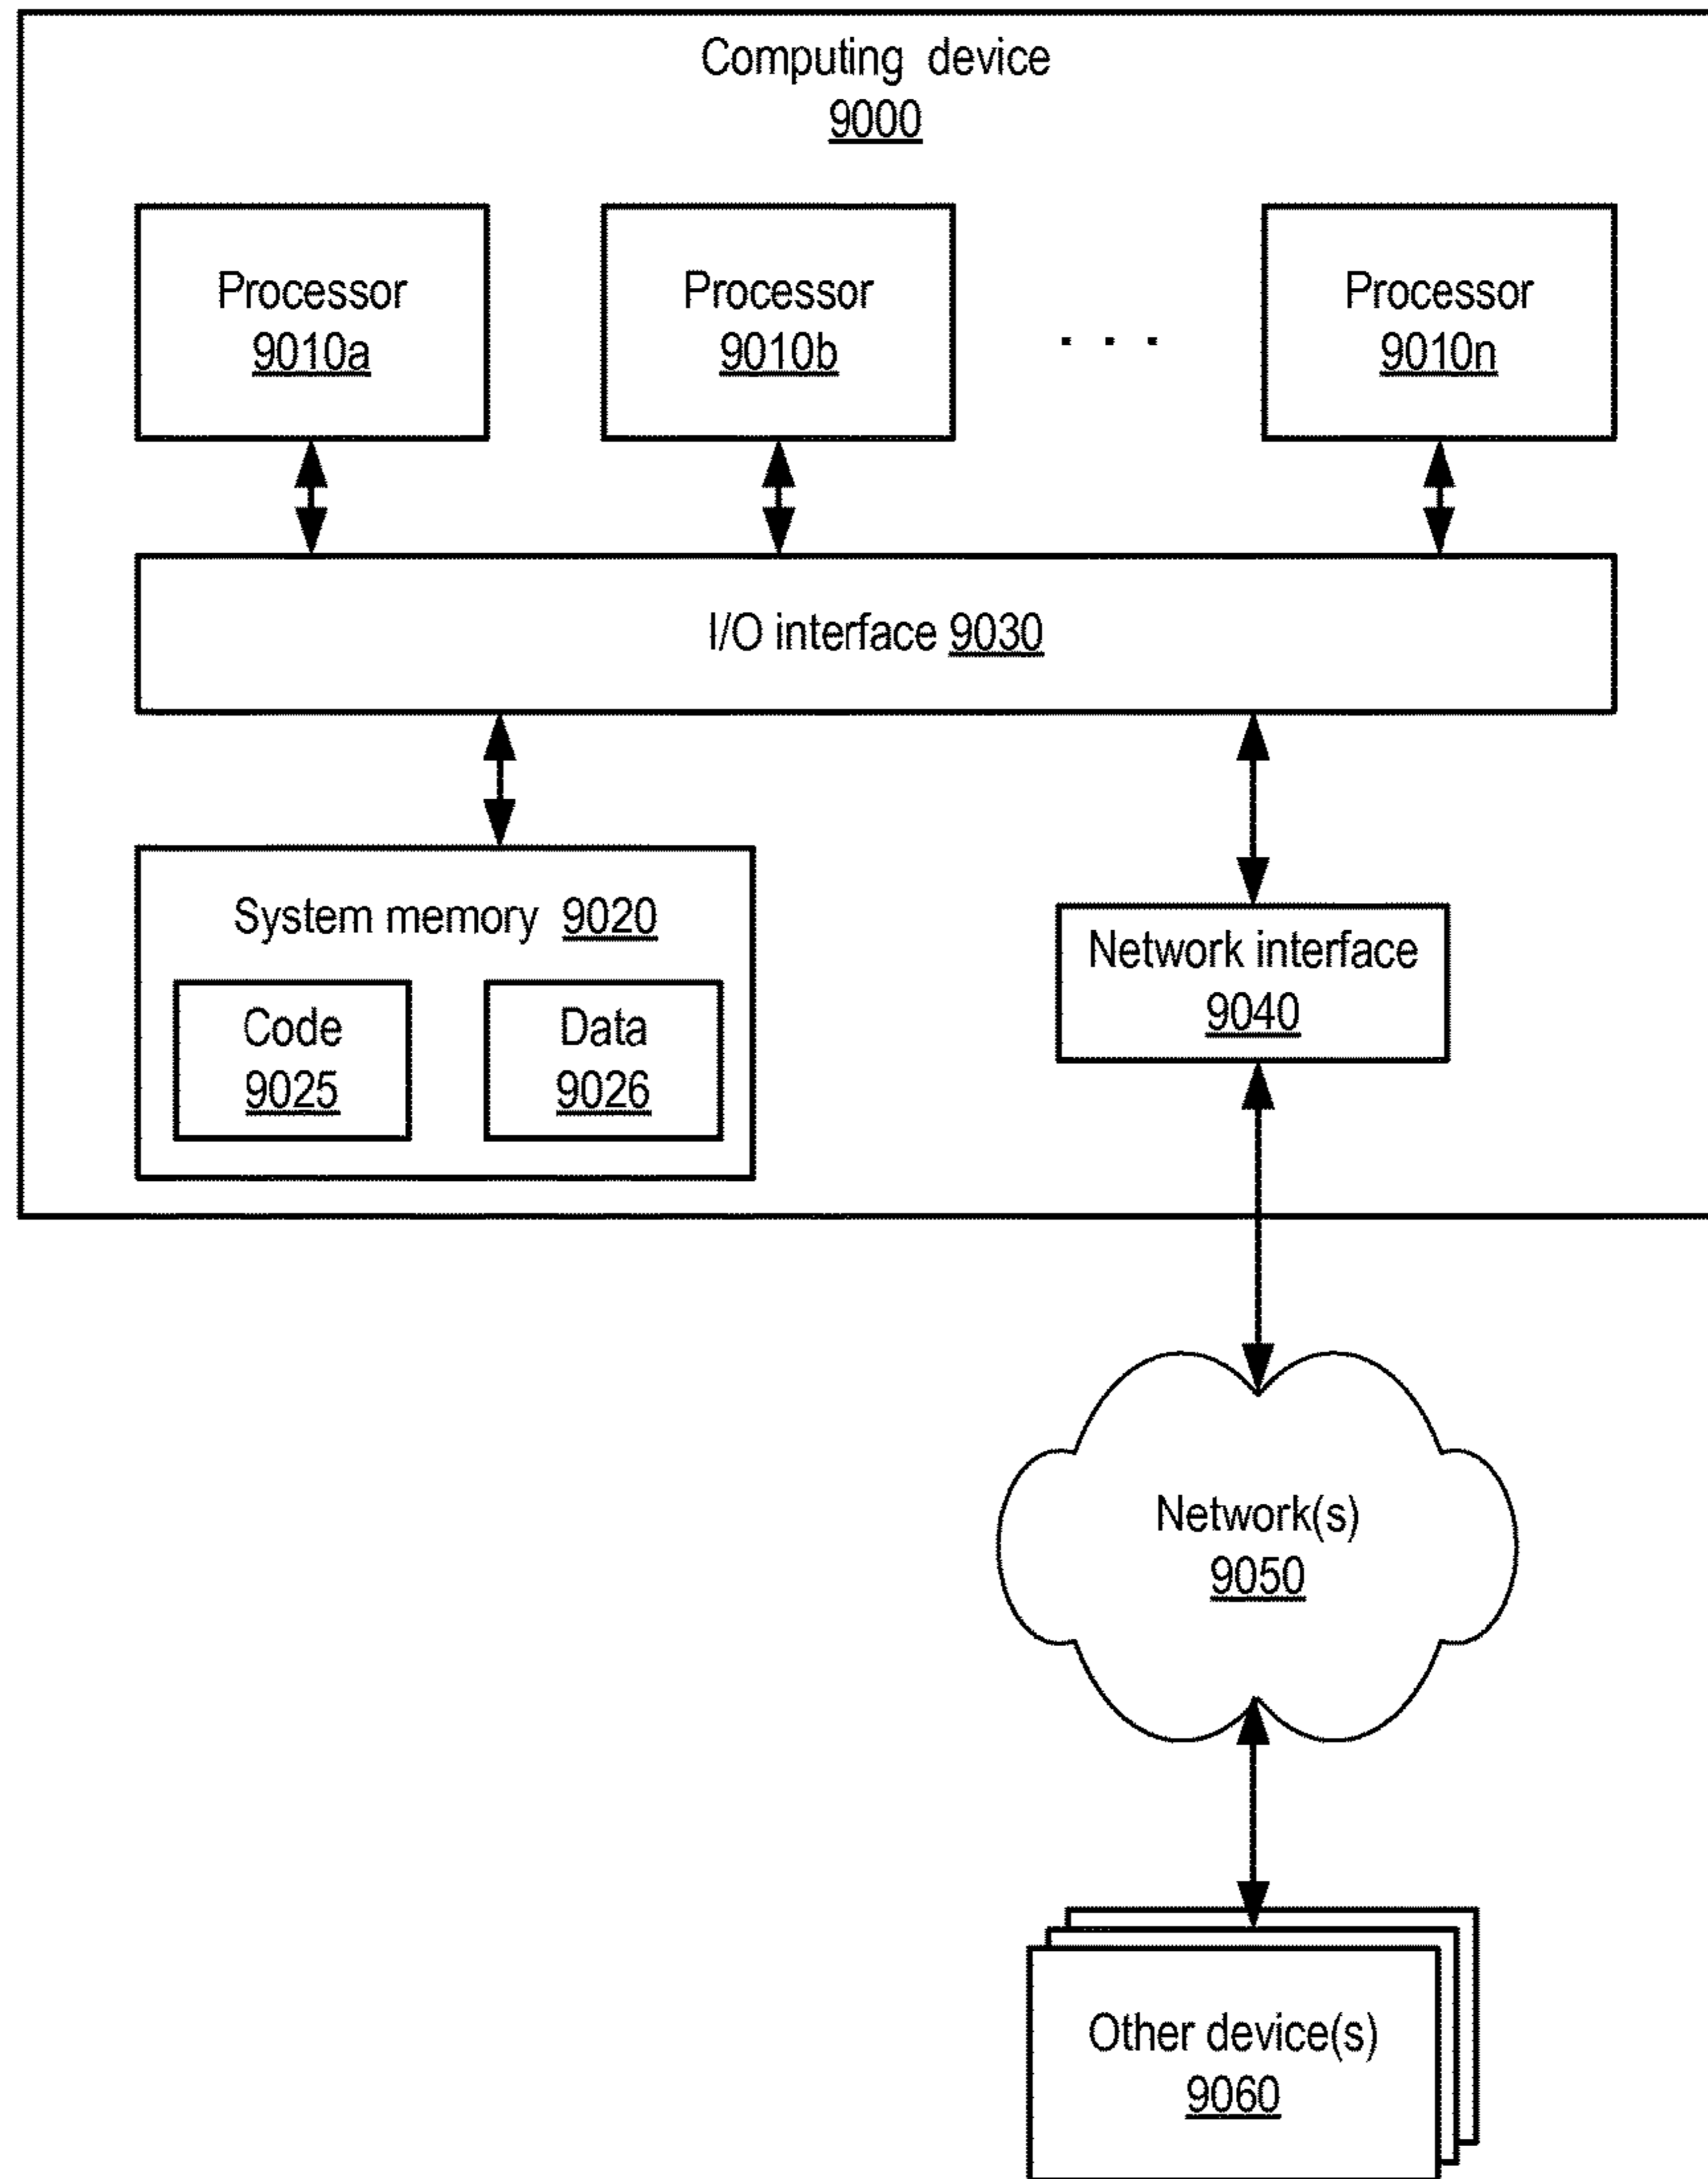 Computing device
9000
Processor
9010a
Processor
9010b
. . .
Processor
9010n
I/O interface 9030
System memory 9020
Code
9025
Data
9026
Network interface
9040
Network(s)
9050
Other device(s)
9060